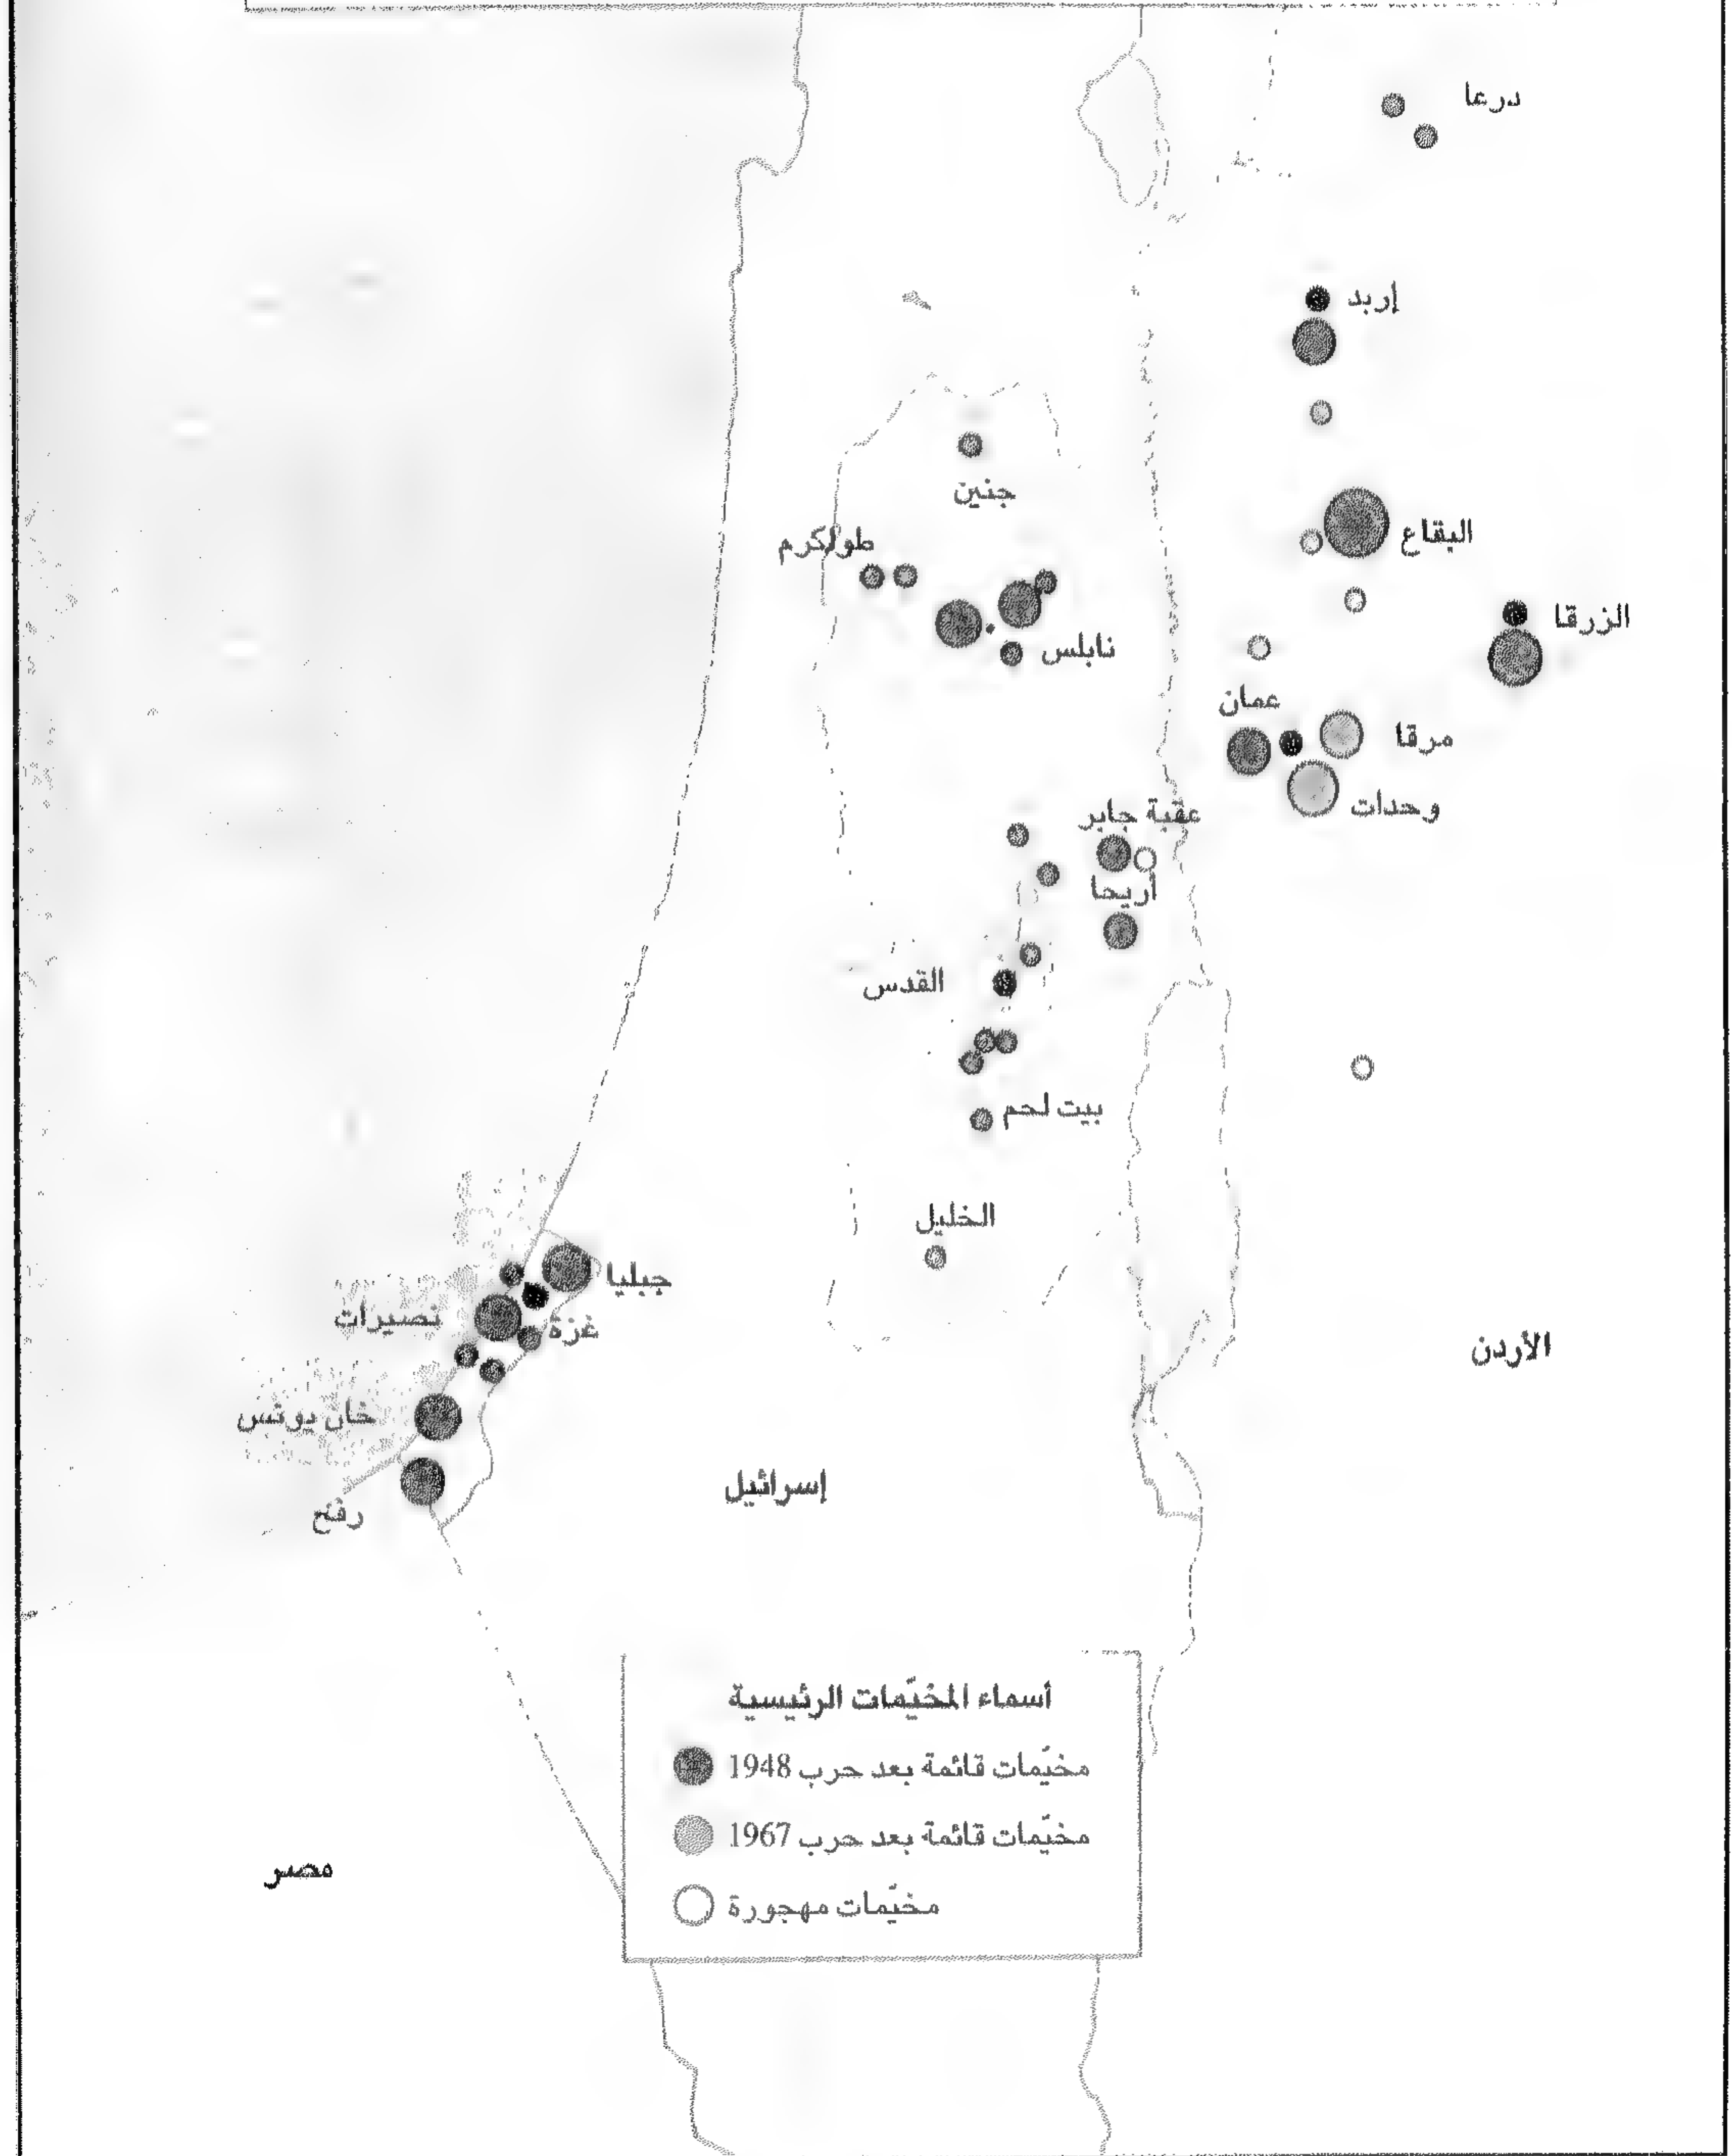 درعا
إربد
جنين
البقاع
طولكرم
الزرقا
نابلس
عمان
مرقا
وحدات
عقبة جابر
أريحا
القدس
بيت لحم
الخليل
جبليا
نصيرات
غزة
الأردن
خان يونس
إسرائيل
رفح
أسماء المخيّمات الرئيسية
مخيّمات قائمة بعد حرب 1948
مخيّمات قائمة بعد حرب 1967
مخيّمات مهجورة
مصر